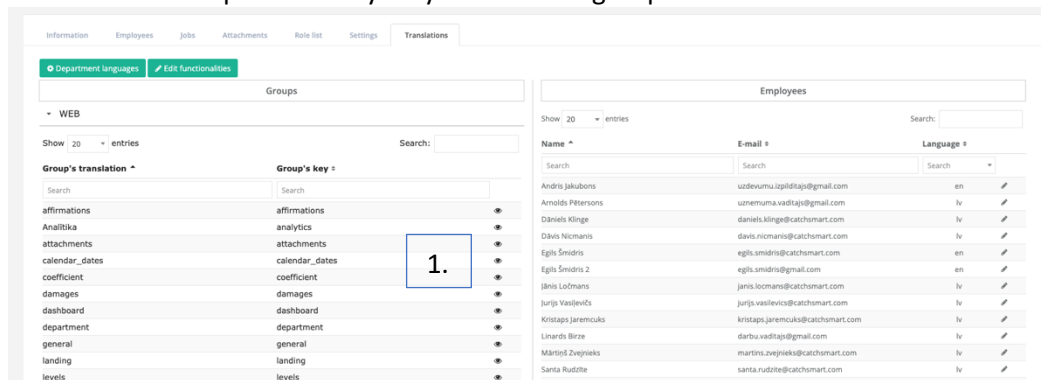 Information Employees Jobs Attachments Role list Settings Translations
Department languages Edit functionalities
Groups
WEB
Show 20 entries Search:
Group's translation Group's key
Search Search
affirmations affirmations
Analītika analytics
attachments attachments
calendar_dates calendar_dates
coefficient coefficient
damages damages
dashboard dashboard
department department
general general
landing landing
levels levels
1.
Employees
Show 20 entries Search:
Name E-mail Language
Search Search Search
Andris Jakubons uzdevumu.izpilditajs@gmail.com en
Arnolds Pētersons uznemuma.vaditajs@gmail.com lv
Dāniels Klinge daniels.klinge@catchsmart.com lv
Dāvis Nicmanis davis.nicmanis@catchsmart.com lv
Egils Šmidris egils.smidris@catchsmart.com en
Egils Šmidris 2 egils.smidris@gmail.com en
Jānis Ločmans janis.locmans@catchsmart.com lv
Jurijs Vasiļevičs jurijs.vasilevics@catchsmart.com lv
Kristaps Jaremcuks kristaps.jaremcuks@catchsmart.com lv
Linards Birze darbu.vaditajs@gmail.com lv
Mārtiņš Zvejnieks martins.zvejnieks@catchsmart.com lv
Santa Rudzīte santa.rudzite@catchsmart.com lv